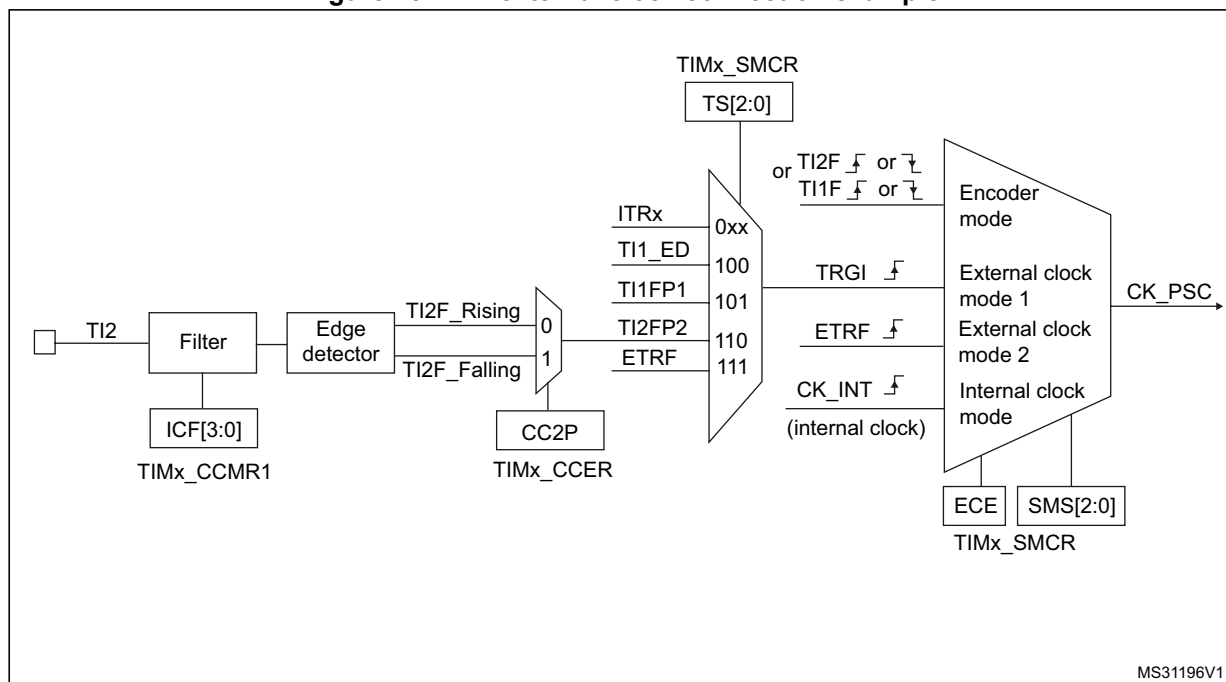 TIMx_SMCR
TS[2:0]
or TI2F or
TI1F or
Encoder
mode
ITRx
0xx
TI1_ED
100
TRGI
External clock
mode 1
CK_PSC
TI1FP1
101
TI2F_Rising
0
TI2
Filter
Edge
detector
TI2FP2
110
ETRF
External clock
mode 2
1
TI2F_Falling
ETRF
111
CK_INT
(internal clock)
Internal clock
mode
ICF[3:0]
TIMx_CCMR1
CC2P
TIMx_CCER
ECE
SMS[2:0]
TIMx_SMCR
MS31196V1